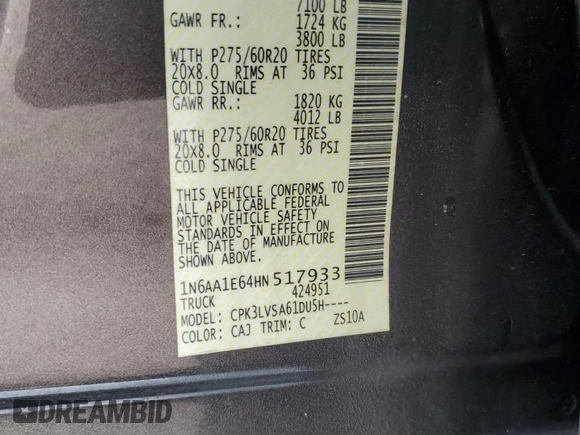 7100 LB
GAWR FR.: 1724 KG
3800 LB
WITH P275/60R20 TIRES
20X8.0 RIMS AT 36 PSI
COLD SINGLE
GAWR RR.: 1820 KG
4012 LB
WITH P275/60R20 TIRES
20X8.0 RIMS AT 36 PSI
COLD SINGLE
THIS VEHICLE CONFORMS TO
ALL APPLICABLE FEDERAL
MOTOR VEHICLE SAFETY
STANDARDS IN EFFECT ON
THE DATE OF MANUFACTURE
SHOWN ABOVE.
1N6AA1E64HN517933
TRUCK 424951
MODEL: CPK3LVSA61DU5H----
COLOR: CAJ TRIM: C ZS10A
DREAMBID